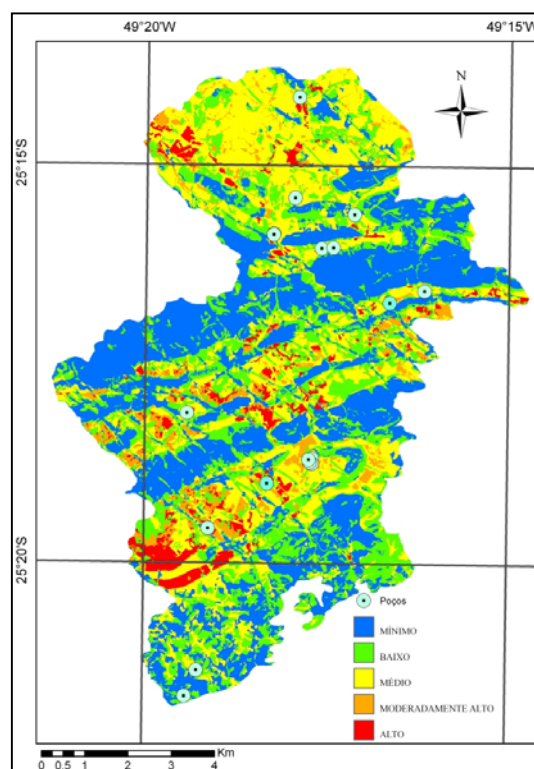 49°20'W
49°15'W
N
25°15'S
25°20'S
Poços
MÍNIMO
BAIXO
MÉDIO
MODERADAMENTE ALTO
ALTO
Km
0 0.5 1 2 3 4